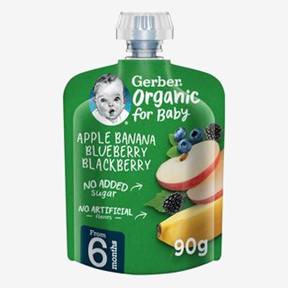 Gerber
Organic
for Baby
APPLE BANANA
BLUEBERRY
BLACKBERRY
NO ADDED
sugar
NO ARTIFICIAL
flavors
From
6
months
90g